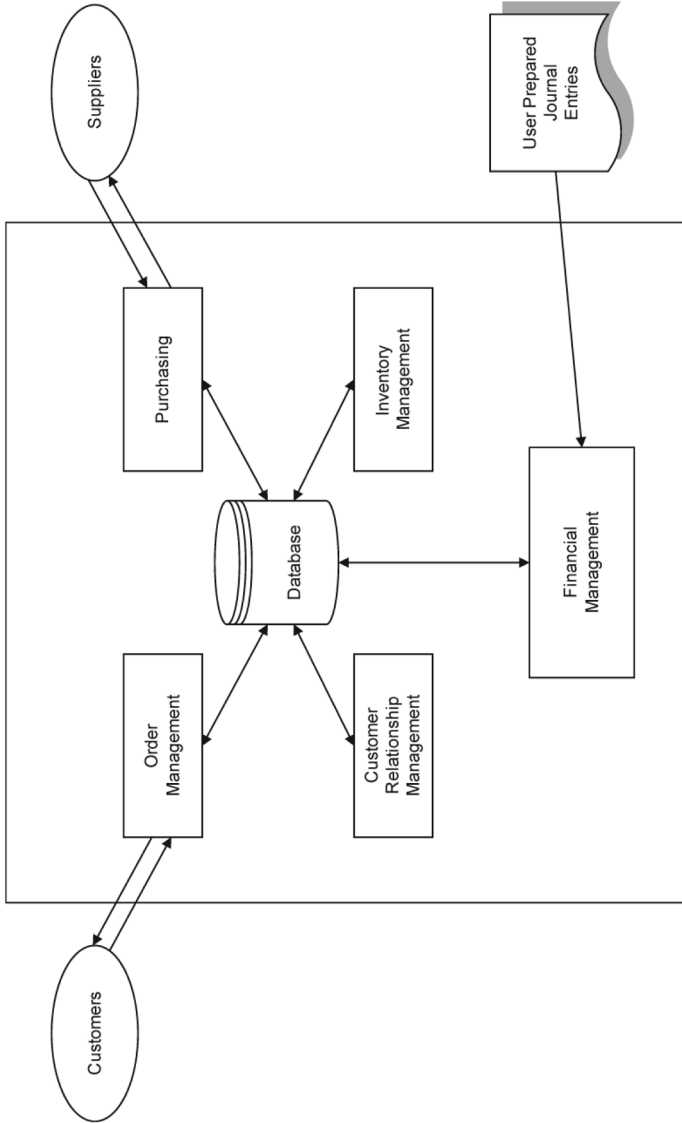 Customers
Suppliers
Order
Management
Purchasing
Database
Customer
Relationship
Management
Inventory
Management
Financial
Management
User Prepared
Journal
Entries